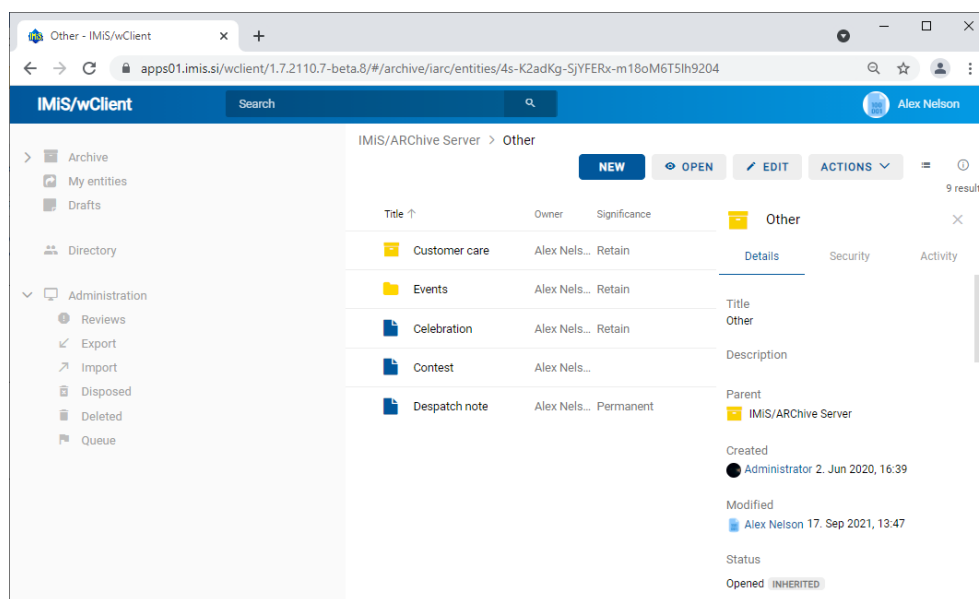 Other - IMiS/wClient
apps01.imis.si/wclient/1.7.2110.7-beta.8/#/archive/iarc/entities/4s-K2adKg-SjYFERx-m18oM6T5lh9204
IMiS/wClient
Search
Alex Nelson
Archive
My entities
Drafts
Directory
Administration
Reviews
Export
Import
Disposed
Deleted
Queue
IMiS/ARChive Server > Other
NEW OPEN EDIT ACTIONS
9 result
Title Owner Significance
Customer care Alex Nels... Retain
Events Alex Nels... Retain
Celebration Alex Nels... Retain
Contest Alex Nels...
Despatch note Alex Nels... Permanent
Other
Details Security Activity
Title
Other
Description
Parent
IMiS/ARChive Server
Created
Administrator 2. Jun 2020, 16:39
Modified
Alex Nelson 17. Sep 2021, 13:47
Status
Opened INHERITED